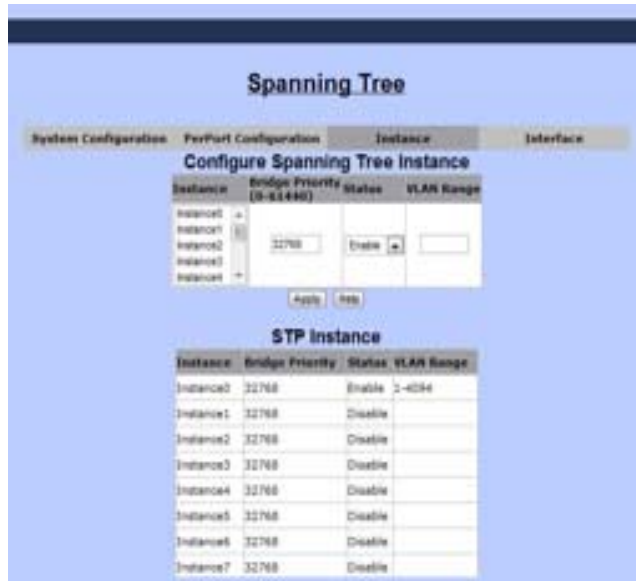 Spanning Tree
System Configuration PerPort Configuration Instance Interface
Configure Spanning Tree Instance
Instance Bridge Priority (0-61440) Status VLAN Range
Instance0
Instance1
Instance2
Instance3
Instance4
32768 Enable
Apply Help
STP Instance
Instance Bridge Priority Status VLAN Range
Instance0 32768 Enable 1-4094
Instance1 32768 Disable
Instance2 32768 Disable
Instance3 32768 Disable
Instance4 32768 Disable
Instance5 32768 Disable
Instance6 32768 Disable
Instance7 32768 Disable